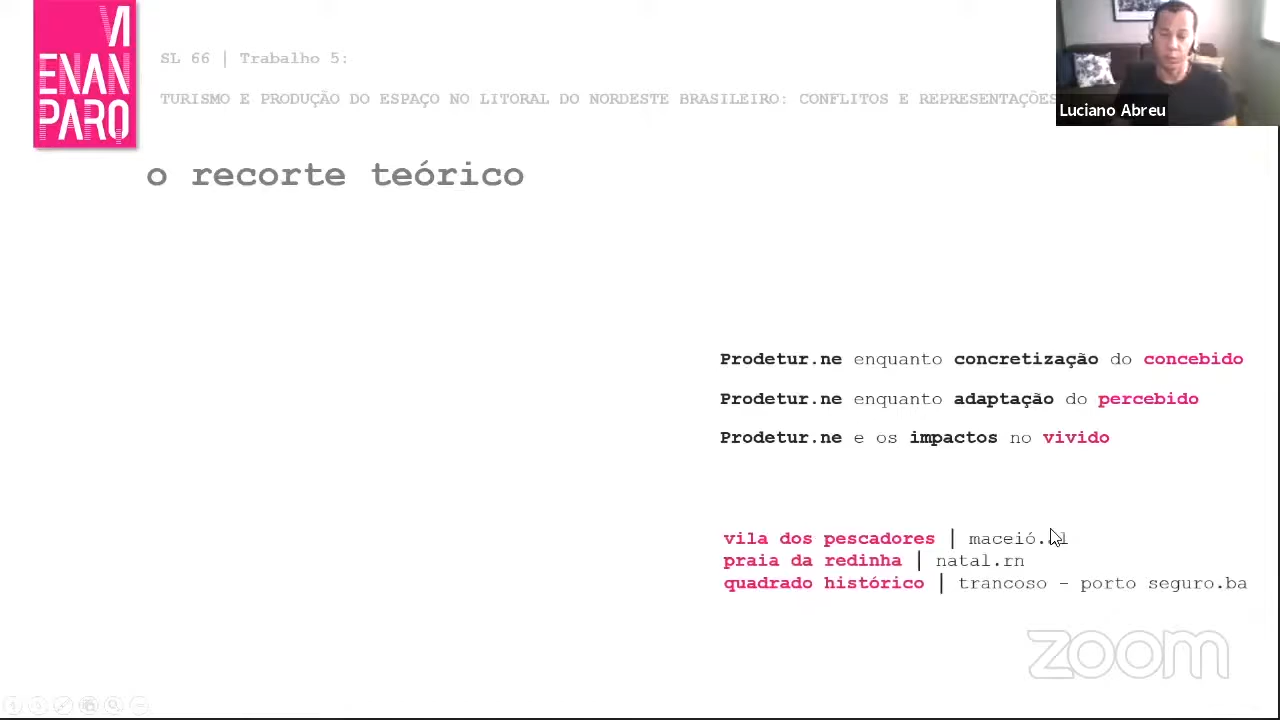 VI
ENAN
PARQ
SL 66 | Trabalho 5:
TURISMO E PRODUÇÃO DO ESPAÇO NO LITORAL DO NORDESTE BRASILEIRO: CONFLITOS E REPRESENTAÇÕES
Luciano Abreu
o recorte teórico
Prodetur.ne enquanto concretização do concebido
Prodetur.ne enquanto adaptação do percebido
Prodetur.ne e os impactos no vivido
vila dos pescadores | maceió.al
praia da redinha | natal.rn
quadrado histórico | trancoso - porto seguro.ba
zoom